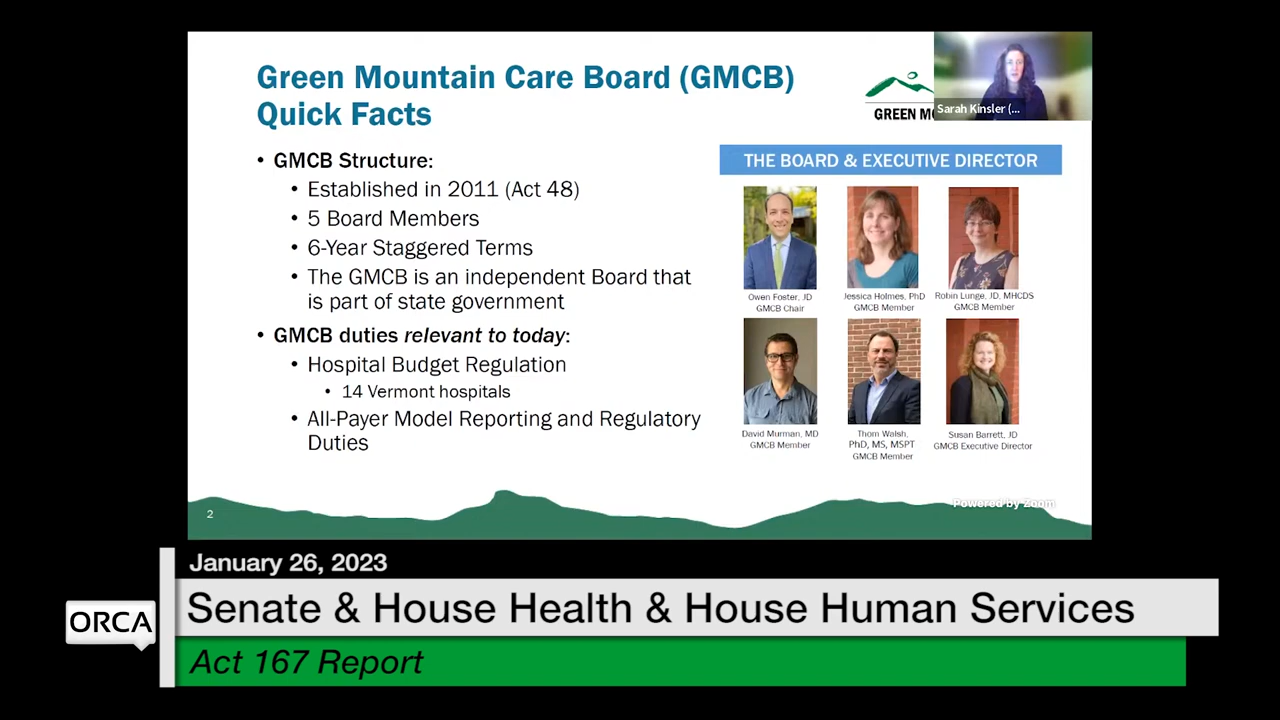 Green Mountain Care Board (GMCB)
Quick Facts
GREEN MO
Sarah Kinsler (...
• GMCB Structure:
• Established in 2011 (Act 48)
• 5 Board Members
• 6-Year Staggered Terms
• The GMCB is an independent Board that
is part of state government
• GMCB duties relevant to today:
• Hospital Budget Regulation
• 14 Vermont hospitals
• All-Payer Model Reporting and Regulatory
Duties
THE BOARD & EXECUTIVE DIRECTOR
Owen Foster, JD
GMCB Chair
Jessica Holmes, PhD
GMCB Member
Robin Lunge, JD, MHCDS
GMCB Member
David Murman, MD
GMCB Member
Thom Walsh,
PhD, MS, MSPT
GMCB Member
Susan Barrett, JD
GMCB Executive Director
2
Powered by Zoom
January 26, 2023
ORCA
Senate & House Health & House Human Services
Act 167 Report